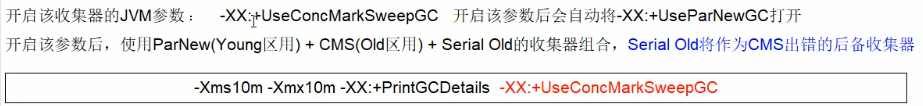 开启该收集器的JVM参数： -XX:+UseConcMarkSweepGC 开启该参数后会自动将-XX:+UseParNewGC打开
开启该参数后，使用ParNew(Young区用) + CMS(Old区用) + Serial Old的收集器组合，Serial Old将作为CMS出错的后备收集器
-Xms10m -Xmx10m -XX:+PrintGCDetails -XX:+UseConcMarkSweepGC